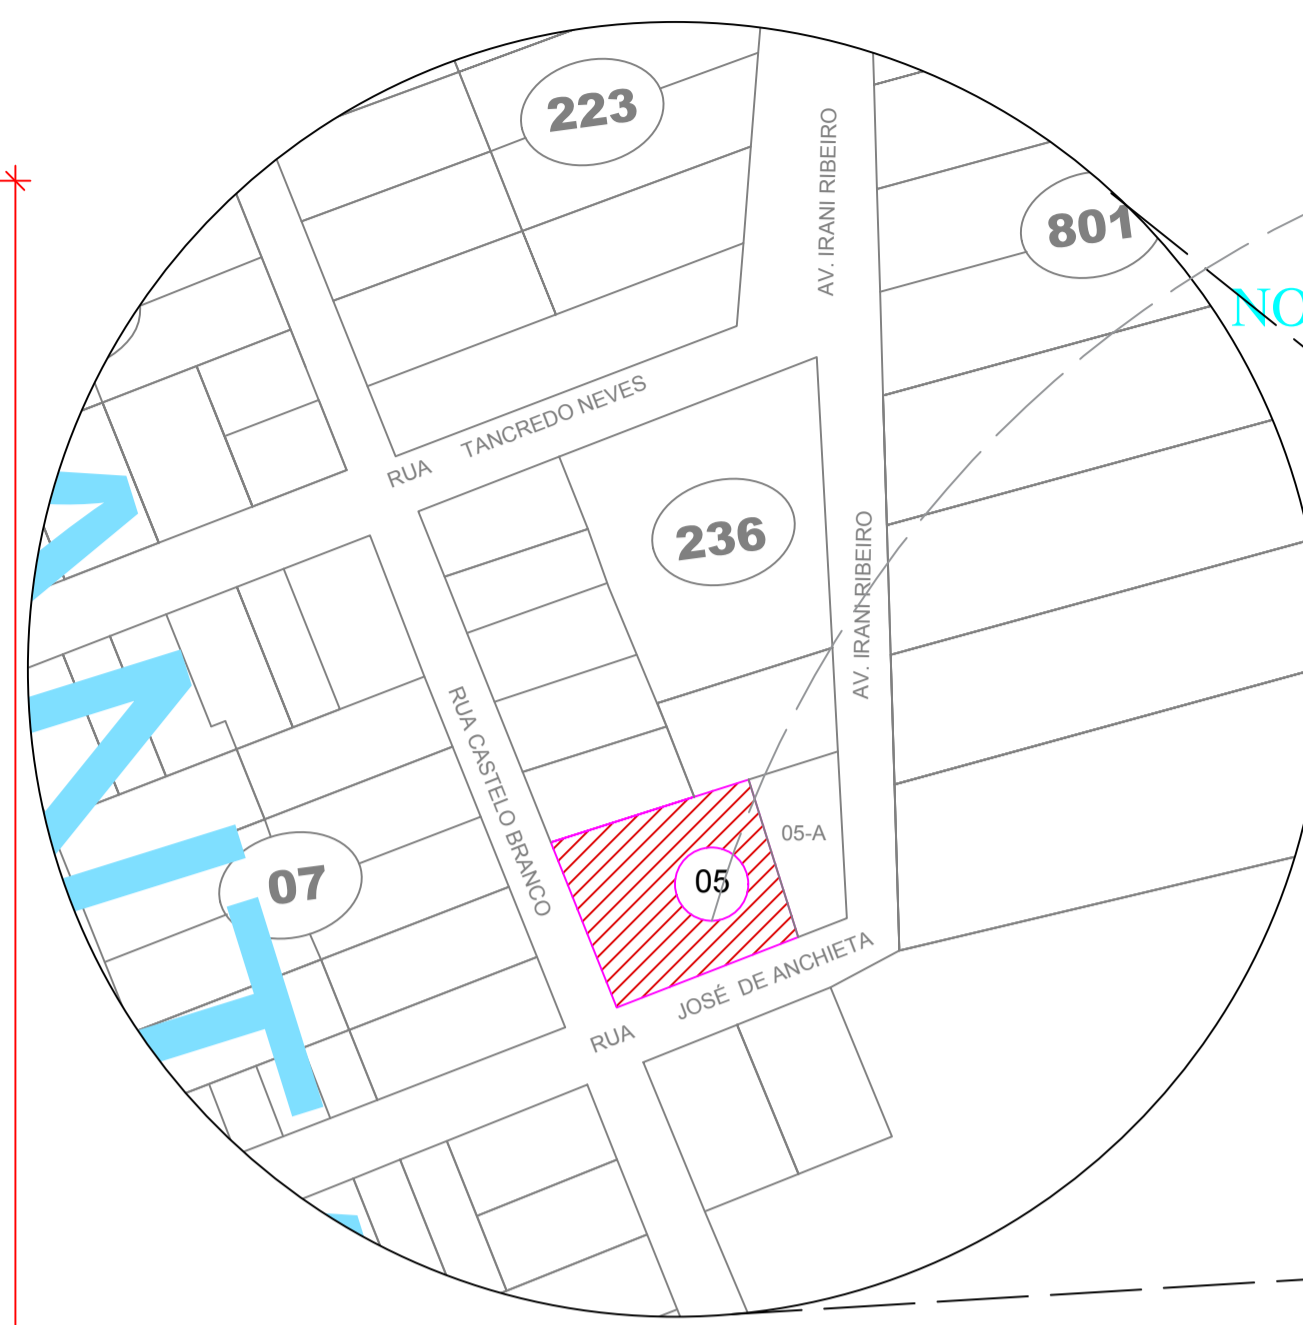 223
AV. IRANI RIBEIRO
801
NO
RUA TANCREDO NEVES
236
AV. IRANI RIBEIRO
RUA CASTELO BRANCO
05-A
05
07
RUA JOSÉ DE ANCHIETA